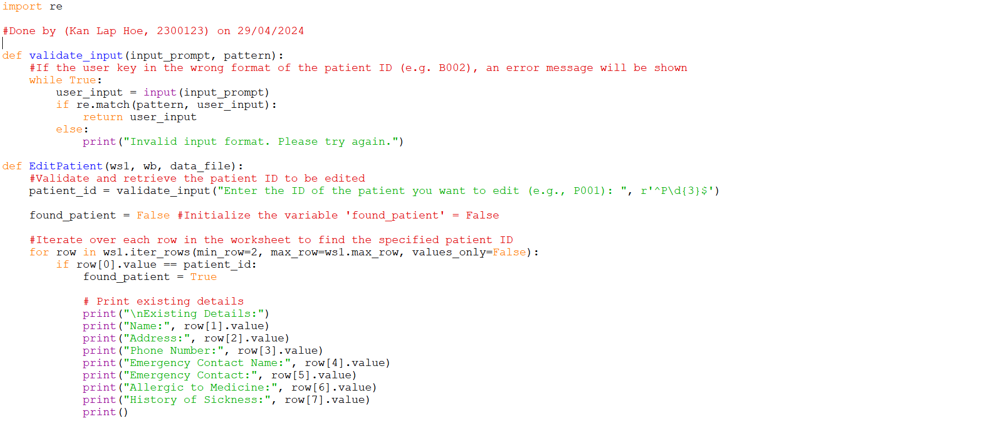 import re

#Done by (Kan Lap Hoe, 2300123) on 29/04/2024

def validate_input(input_prompt, pattern):
    #If the user key in the wrong format of the patient ID (e.g. B002), an error message will be shown
    while True:
        user_input = input(input_prompt)
        if re.match(pattern, user_input):
            return user_input
        else:
            print("Invalid input format. Please try again.")

def EditPatient(ws1, wb, data_file):
    #Validate and retrieve the patient ID to be edited
    patient_id = validate_input("Enter the ID of the patient you want to edit (e.g., P001): ", r'^P\d{3}$')

    found_patient = False #Initialize the variable 'found_patient' = False

    #Iterate over each row in the worksheet to find the specified patient ID
    for row in ws1.iter_rows(min_row=2, max_row=ws1.max_row, values_only=False):
        if row[0].value == patient_id:
            found_patient = True

            # Print existing details
            print("\nExisting Details:")
            print("Name:", row[1].value)
            print("Address:", row[2].value)
            print("Phone Number:", row[3].value)
            print("Emergency Contact Name:", row[4].value)
            print("Emergency Contact:", row[5].value)
            print("Allergic to Medicine:", row[6].value)
            print("History of Sickness:", row[7].value)
            print()